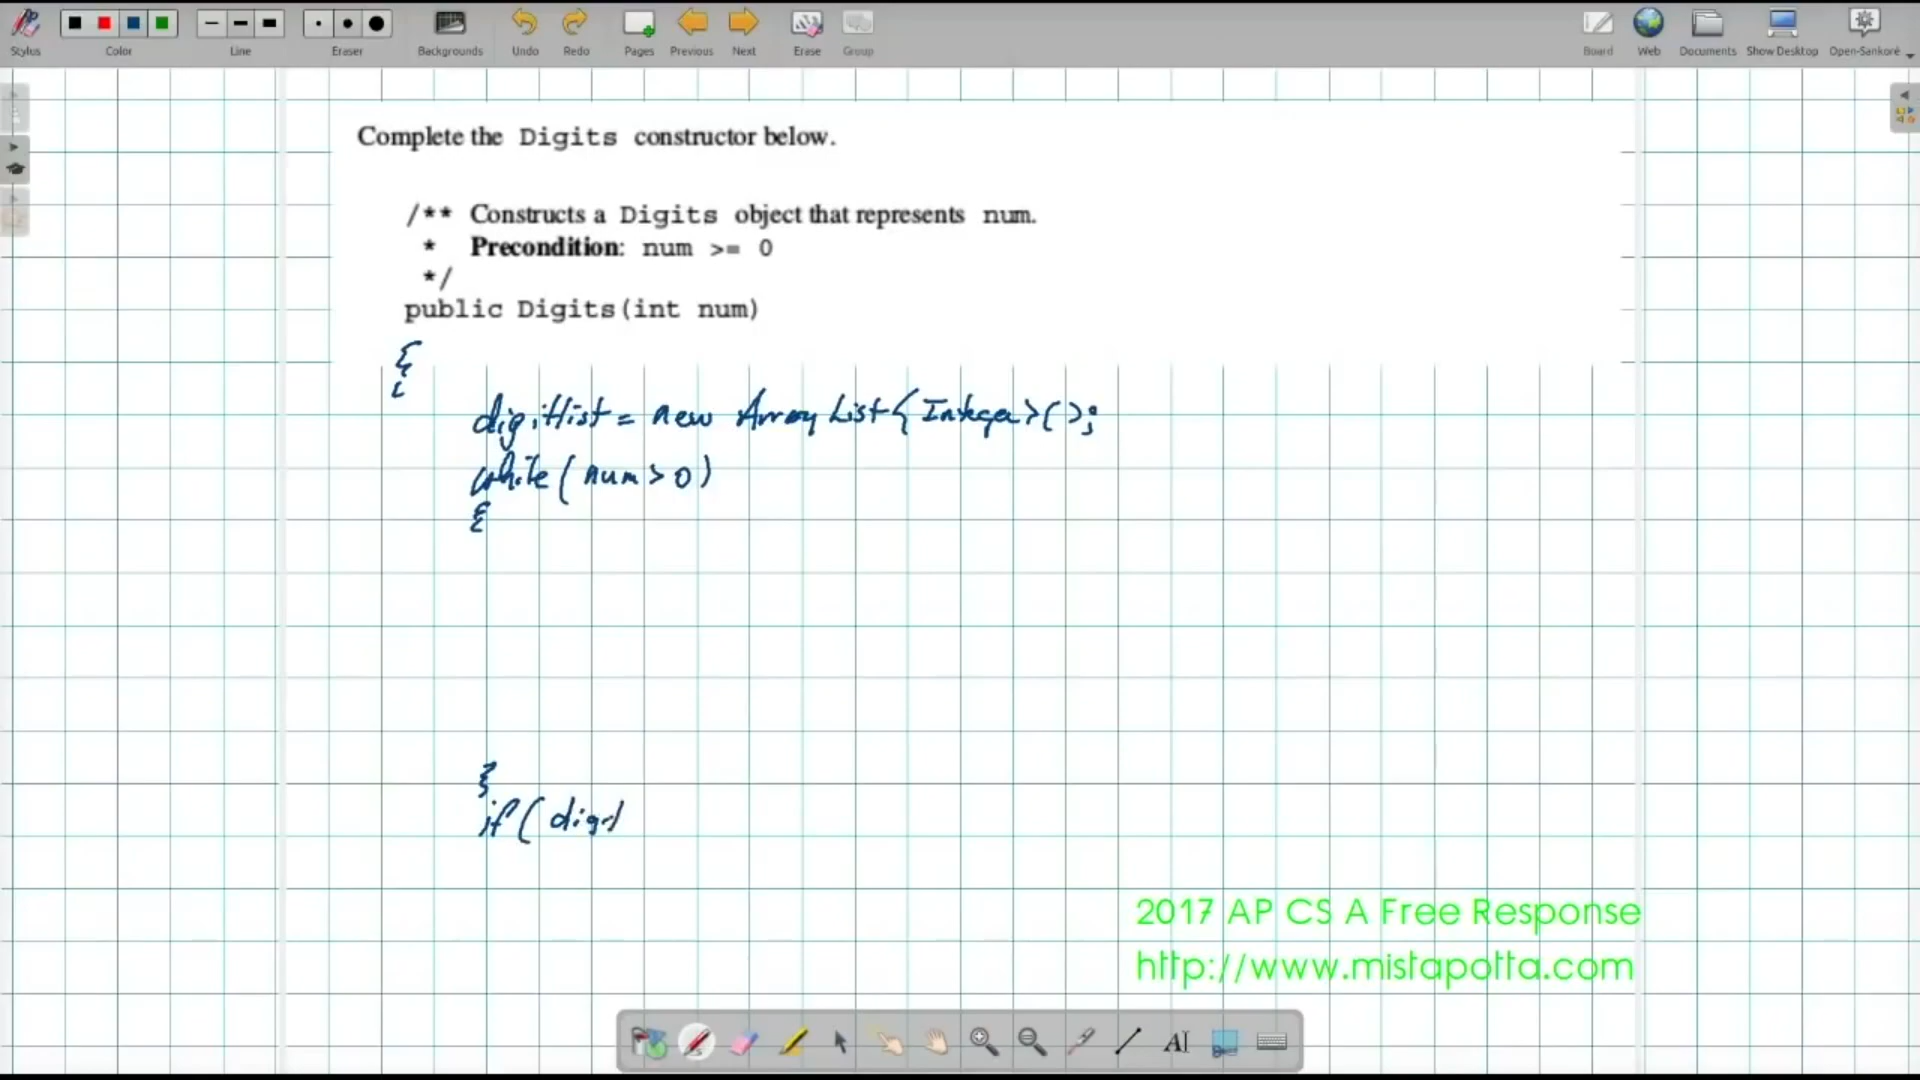 Stylus Color Line Eraser Backgrounds Undo Redo Pages Previous Next Erase Group Board Web Documents Show Desktop Open-Sankoré
Complete the Digits constructor below.
/** Constructs a Digits object that represents num.
* Precondition: num >= 0
*/
public Digits(int num)
{
digitList = new ArrayList<Integer>();
while(num>0)
{
}
if( digi
2017 AP CS A Free Response
http://www.mistapotta.com